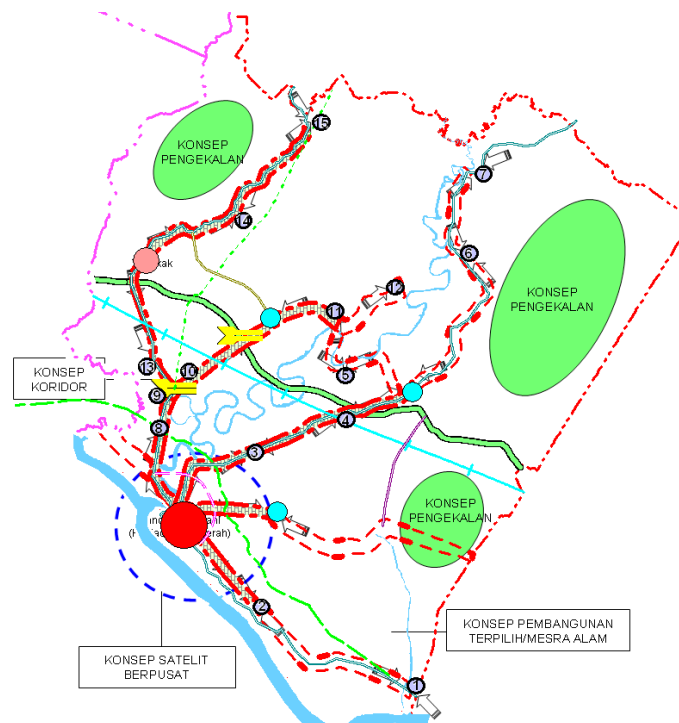 15
KONSEP
PENGEKALAN
7
14
6
KONSEP
PENGEKALAN
12
11
13
10
5
KONSEP
KORIDOR
9
4
8
3
KONSEP
PENGEKALAN
2
KONSEP PEMBANGUNAN
TERPILIH/MESRA ALAM
KONSEP SATELIT
BERPUSAT
1